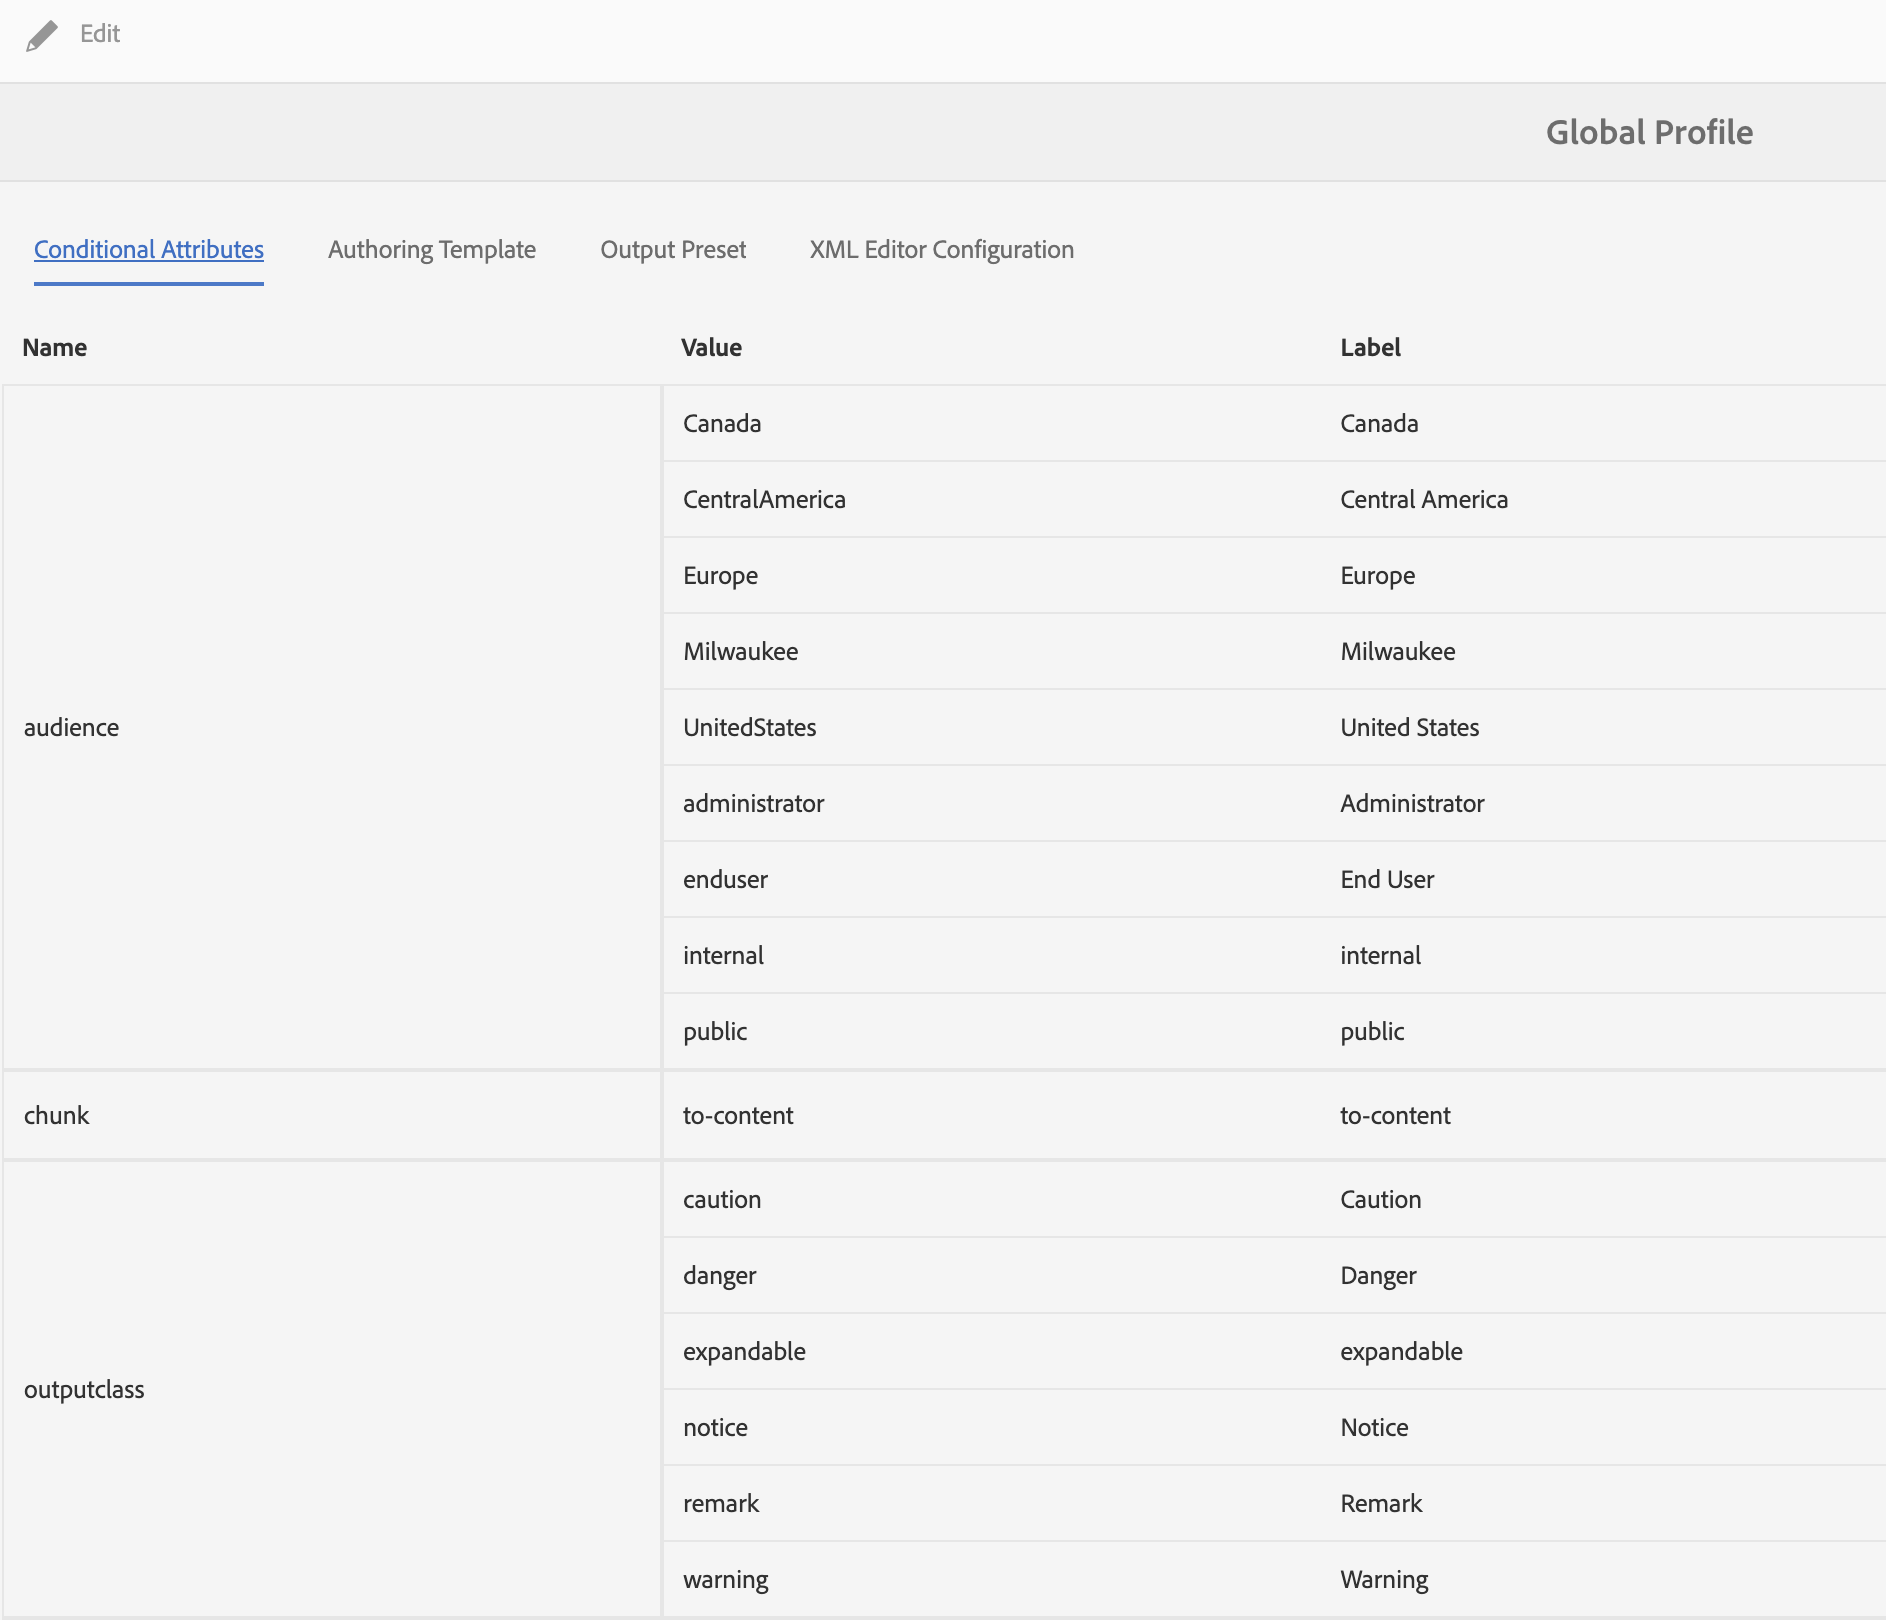 Edit
Global Profile
Conditional Attributes Authoring Template Output Preset XML Editor Configuration
Name Value Label
audience
Canada Canada
CentralAmerica Central America
Europe Europe
Milwaukee Milwaukee
UnitedStates United States
administrator Administrator
enduser End User
internal internal
public public
chunk to-content to-content
outputclass
caution Caution
danger Danger
expandable expandable
notice Notice
remark Remark
warning Warning